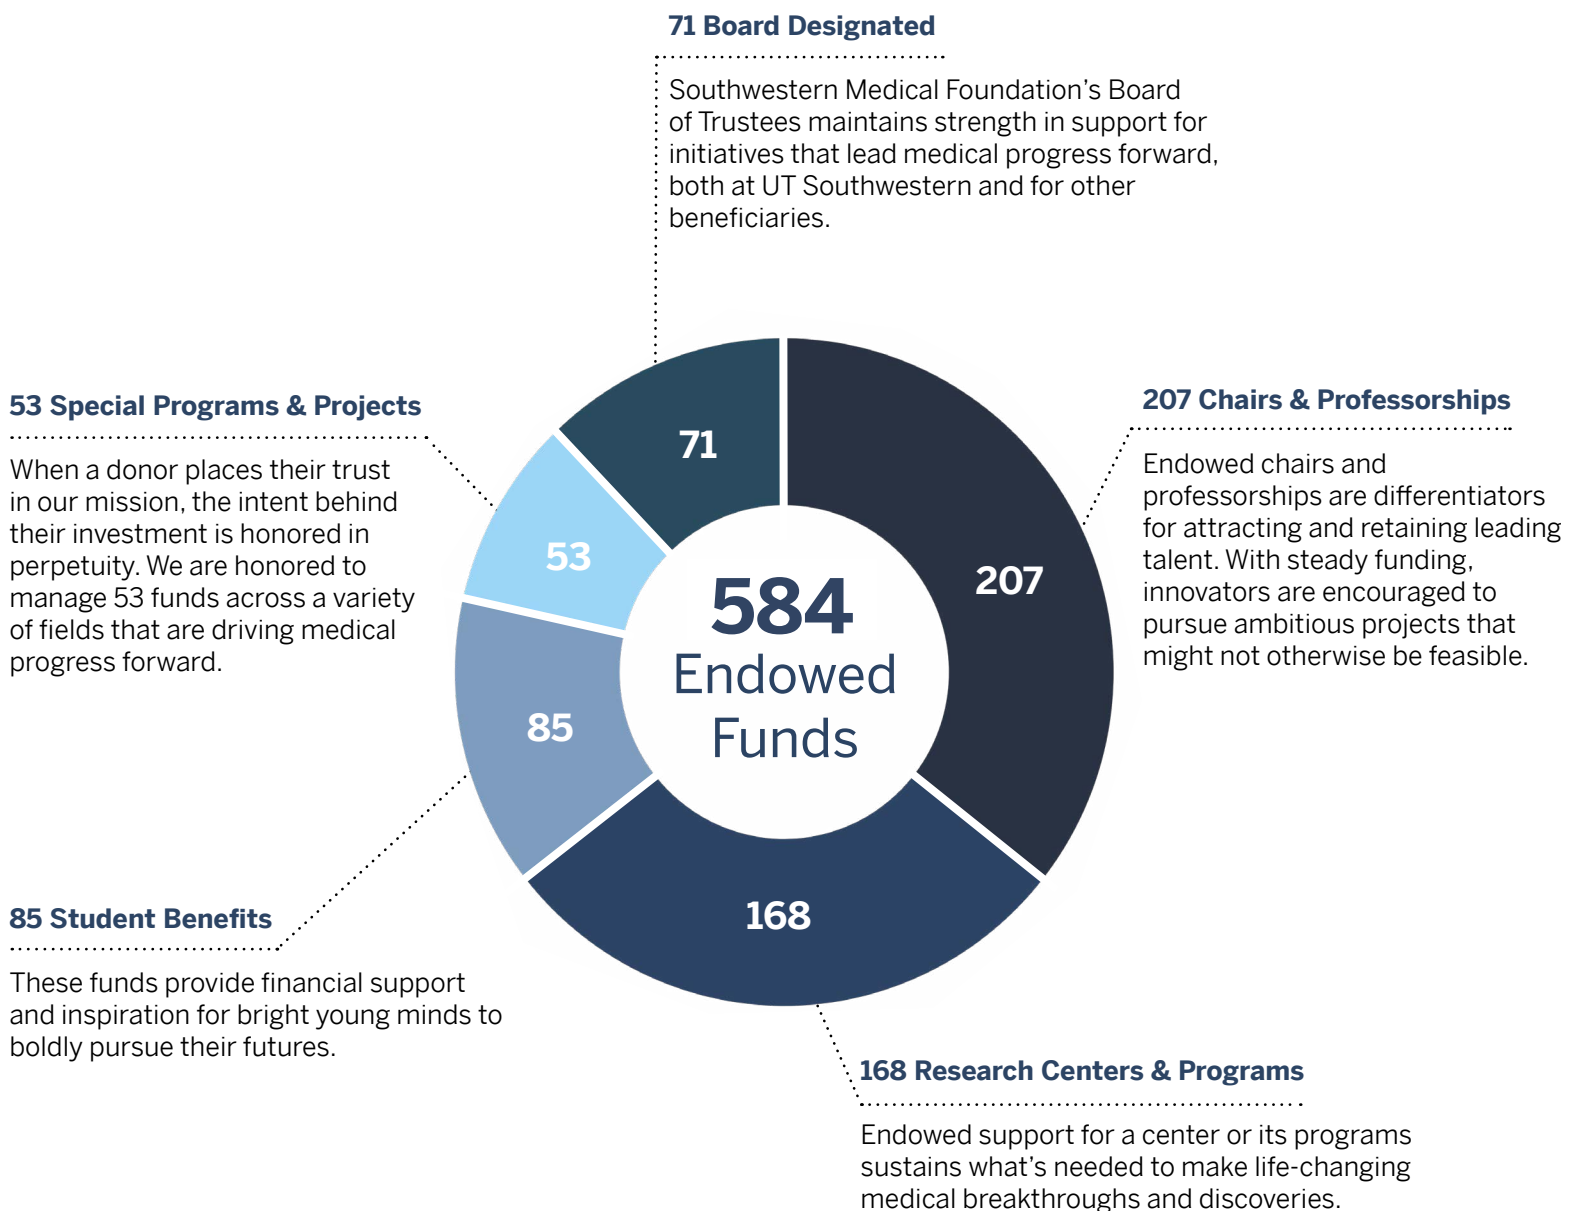 71 Board Designated
Southwestern Medical Foundation’s Board
of Trustees maintains strength in support for
initiatives that lead medical progress forward,
both at UT Southwestern and for other
beneficiaries.
53 Special Programs & Projects
When a donor places their trust
in our mission, the intent behind
their investment is honored in
perpetuity. We are honored to
manage 53 funds across a variety
of fields that are driving medical
progress forward.
207 Chairs & Professorships
Endowed chairs and
professorships are differentiators
for attracting and retaining leading
talent. With steady funding,
innovators are encouraged to
pursue ambitious projects that
might not otherwise be feasible.
71
53
207
584
Endowed
Funds
85
168
85 Student Benefits
These funds provide financial support
and inspiration for bright young minds to
boldly pursue their futures.
168 Research Centers & Programs
Endowed support for a center or its programs
sustains what’s needed to make life-changing
medical breakthroughs and discoveries.